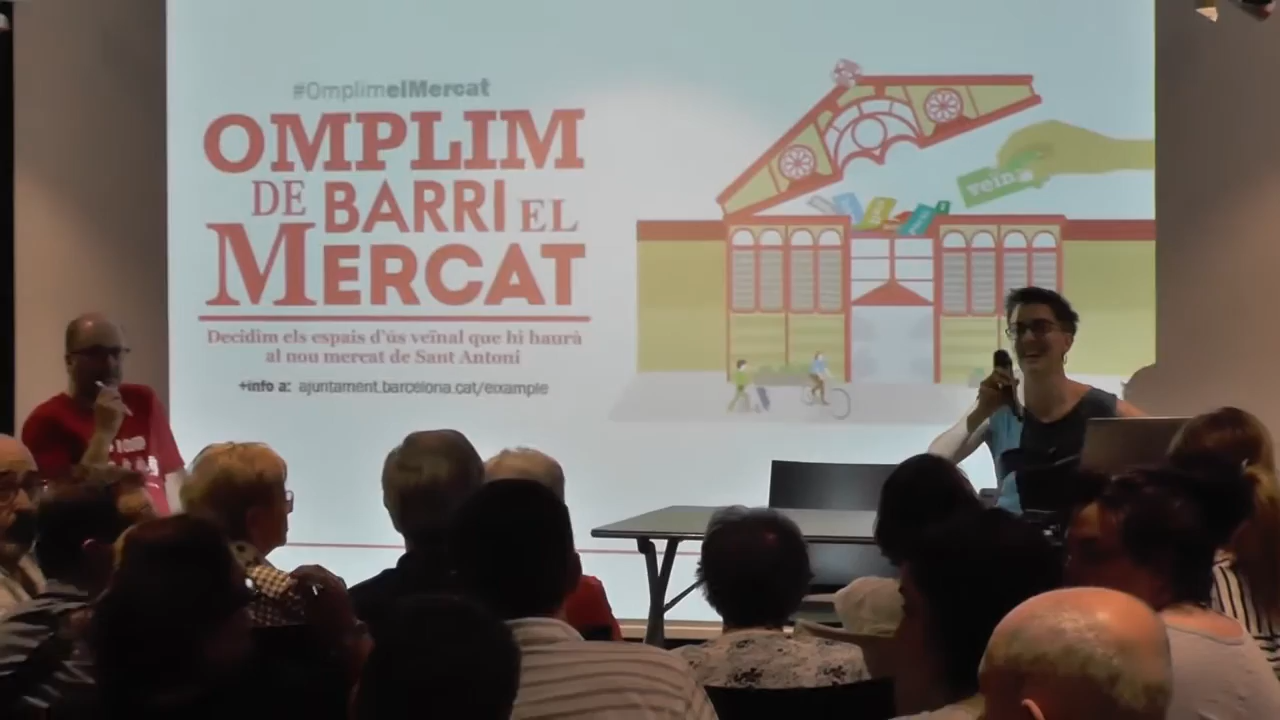 #OmplimelMercat
OMPLIM
DE BARRI EL
MERCAT
Decidim els espais d'ús veïnal que hi haurà
al nou mercat de Sant Antoni
+info a: ajuntament.barcelona.cat/eixample
veïns